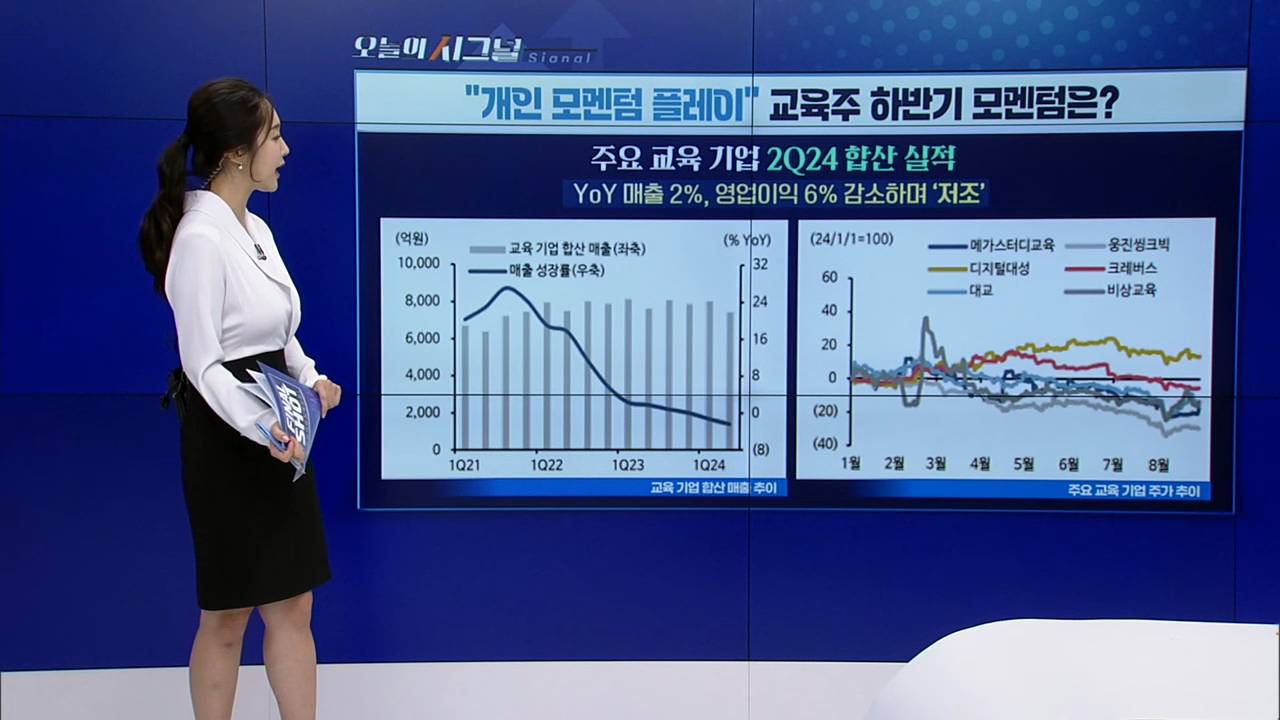 오늘의 시그널
Signal
"개인 모멘텀 플레이" 교육주 하반기 모멘텀은?
주요 교육 기업 2Q24 합산 실적
YoY 매출 2%, 영업이익 6% 감소하며 '저조'
(억원)
(% YoY)
교육 기업 합산 매출(좌축)
매출 성장률(우축)
10,000
8,000
6,000
4,000
2,000
0
32
24
16
8
0
(8)
1Q21 1Q22 1Q23 1Q24
교육 기업 합산 매출 추이
(24/1/1=100)
메가스터디교육 웅진씽크빅
디지털대성 크레버스
대교 비상교육
60
40
20
0
(20)
(40)
1월 2월 3월 4월 5월 6월 7월 8월
주요 교육 기업 주가 추이
FINAL
SHOT